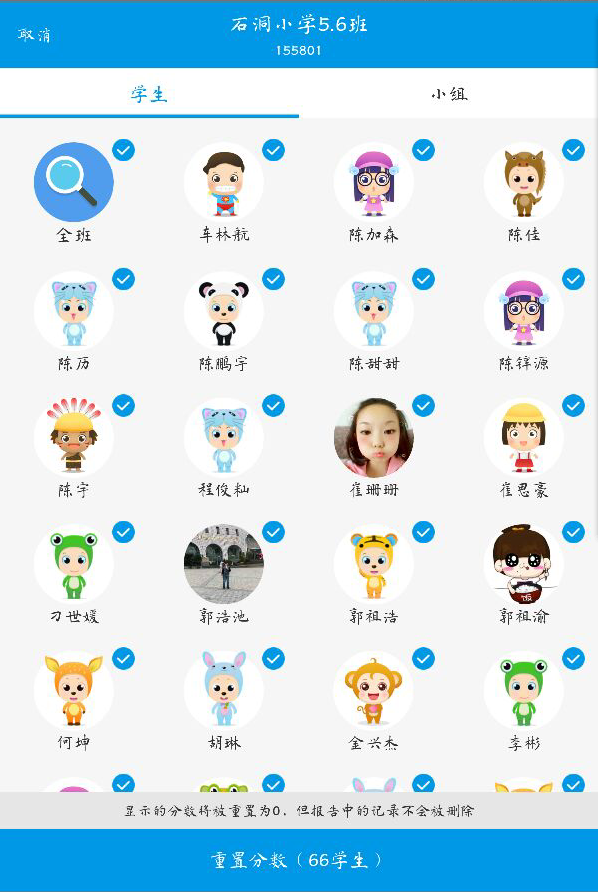 石洞小学5.6班
取消
155801
学生
小组
全班
车林航
陈加森
陈佳
陈历
陈鹏宇
陈甜甜
陈锌源
陈宇
程俊籼
崔珊珊
崔思豪
刁世媛
郭浩池
郭祖浩
郭祖渝
何坤
胡琳
金兴杰
李彬
显示的分数将被重置为0，但报告中的记录不会被删除
重置分数（66学生）